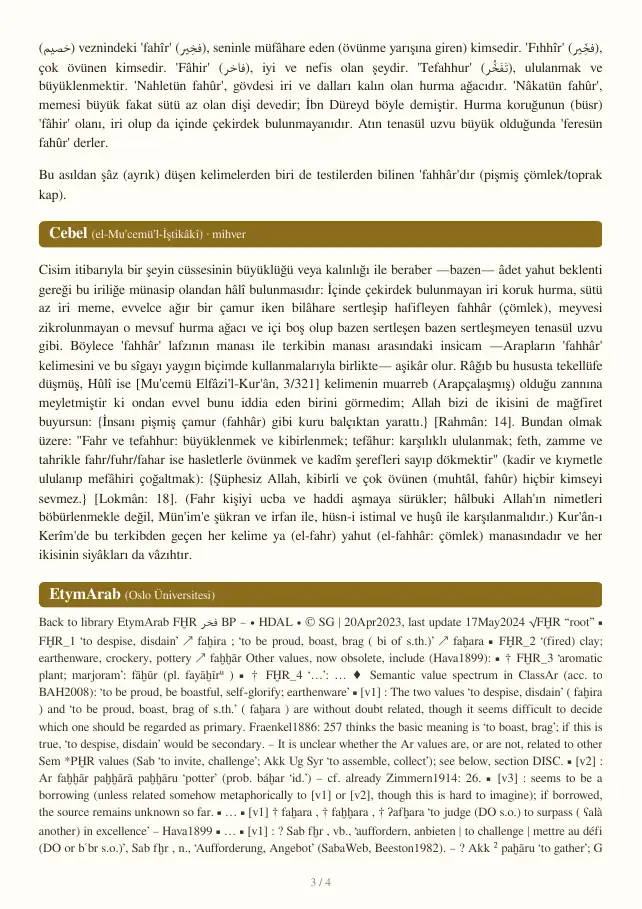 (خصيم) veznindeki 'fahîr' (فخِير), seninle müfâhare eden (övünme yarışına giren) kimsedir. 'Fıhhîr' (فخِّير),
çok övünen kimsedir. 'Fâhir' (فاخر), iyi ve nefis olan şeydir. 'Tefahhur' (تَفَخُّر), ululanmak ve
büyüklenmektir. 'Nahletün fahûr', gövdesi iri ve dalları kalın olan hurma ağacıdır. 'Nâkatün fahûr',
memesi büyük fakat sütü az olan dişi devedir; İbn Düreyd böyle demiştir. Hurma koruğunun (büsr)
'fâhir' olanı, iri olup da içinde çekirdek bulunmayanıdır. Atın tenasül uzvu büyük olduğunda 'feresün
fahûr' derler.
Bu asıldan şâz (ayrık) düşen kelimelerden biri de testilerden bilinen 'fahhâr'dır (pişmiş çömlek/toprak
kap).
Cebel (el-Mu'cemü'l-İştikâkî) · mihver
Cisim itibarıyla bir şeyin cüssesinin büyüklüğü veya kalınlığı ile beraber —bazen— âdet yahut beklenti
gereği bu iriliğe münasip olandan hâlî bulunmasıdır: İçinde çekirdek bulunmayan iri koruk hurma, sütü
az iri meme, evvelce ağır bir çamur iken bilâhare sertleşip hafifleyen fahhâr (çömlek), meyvesi
zikrolunmayan o mevsuf hurma ağacı ve içi boş olup bazen sertleşen bazen sertleşmeyen tenasül uzvu
gibi. Böylece 'fahhâr' lafzının manası ile terkibin manası arasındaki insicam —Arapların 'fahhâr'
kelimesini ve bu sîgayı yaygın biçimde kullanmalarıyla birlikte— aşikâr olur. Râğıb bu hususta tekellüfe
düşmüş, Hûlî ise [Mu'cemü Elfâzi'l-Kur'ân, 3/321] kelimenin muarreb (Arapçalaşmış) olduğu zannına
meyletmiştir ki ondan evvel bunu iddia eden birini görmedim; Allah bizi de ikisini de mağfiret
buyursun: {İnsanı pişmiş çamur (fahhâr) gibi kuru balçıktan yarattı.} [Rahmân: 14]. Bundan olmak
üzere: "Fahr ve tefahhur: büyüklenmek ve kibirlenmek; tefâhur: karşılıklı ululanmak; feth, zamme ve
tahrikle fahr/fuhr/fahar ise hasletlerle övünmek ve kadîm şerefleri sayıp dökmektir" (kadir ve kıymetle
ululanıp mefâhiri çoğaltmak): {Şüphesiz Allah, kibirli ve çok övünen (muhtâl, fahûr) hiçbir kimseyi
sevmez.} [Lokmân: 18]. (Fahr kişiyi ucba ve haddi aşmaya sürükler; hâlbuki Allah'ın nimetleri
böbürlenmekle değil, Mün'im'e şükran ve irfan ile, hüsn-i istimal ve huşû ile karşılanmalıdır.) Kur'ân-ı
Kerîm'de bu terkibden geçen her kelime ya (el-fahr) yahut (el-fahhâr: çömlek) manasındadır ve her
ikisinin siyâkları da vâzıhtır.
EtymArab (Oslo Üniversitesi)
Back to library EtymArab FḪR فخر BP – • HDAL • © SG | 20Apr2023, last update 17May2024 √FḪR “root” ▪
FḪR_1 ‘to despise, disdain’ ↗ faḫira ; ‘to be proud, boast, brag ( bi of s.th.)’ ↗ faḫara ▪ FḪR_2 ‘(fired) clay;
earthenware, crockery, pottery ↗ faḫḫār Other values, now obsolete, include (Hava1899): ▪ † FḪR_3 ‘aromatic
plant; marjoram’: fāḫūr (pl. fayāḫīrᵘ ) ▪ † FḪR_4 ‘…’: … ♦ Semantic value spectrum in ClassAr (acc. to
BAH2008): ‘to be proud, be boastful, self-glorify; earthenware’ ▪ [v1] : The two values ‘to despise, disdain’ ( faḫira
) and ‘to be proud, boast, brag of s.th.’ ( faḫara ) are without doubt related, though it seems difficult to decide
which one should be regarded as primary. Fraenkel1886: 257 thinks the basic meaning is ‘to boast, brag’; if this is
true, ‘to despise, disdain’ would be secondary. – It is unclear whether the Ar values are, or are not, related to other
Sem *PḪR values (Sab ‘to invite, challenge’; Akk Ug Syr ‘to assemble, collect’); see below, section DISC. ▪ [v2] :
Ar faḫḫār paḫḫārā paḫḫāru ‘potter’ (prob. báḫar ‘id.’) – cf. already Zimmern1914: 26. ▪ [v3] : seems to be a
borrowing (unless related somehow metaphorically to [v1] or [v2], though this is hard to imagine); if borrowed,
the source remains unknown so far. ▪ … ▪ [v1] † faḫara , † faḫḫara , † ʔafḫara ‘to judge (DO s.o.) to surpass ( ʕalà
another) in excellence’ – Hava1899 ▪ … ▪ [v1] : ? Sab fḫr , vb., ‘auffordern, anbieten | to challenge | mettre au défi
(DO or bʿbr s.o.)’, Sab fḫr , n., ‘Aufforderung, Angebot’ (SabaWeb, Beeston1982). – ? Akk ² paḫāru ‘to gather’; G
3 / 4